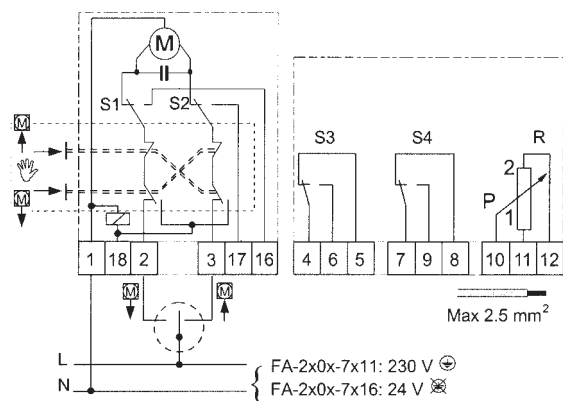 M
S1 S2
M
M
1 18 2 3 17 16
M M
L
N
S3
4 6 5
S4
7 9 8
R
2
P
1
10 11 12
Max 2.5 mm²
FA-2x0x-7x11: 230 V
FA-2x0x-7x16: 24 V